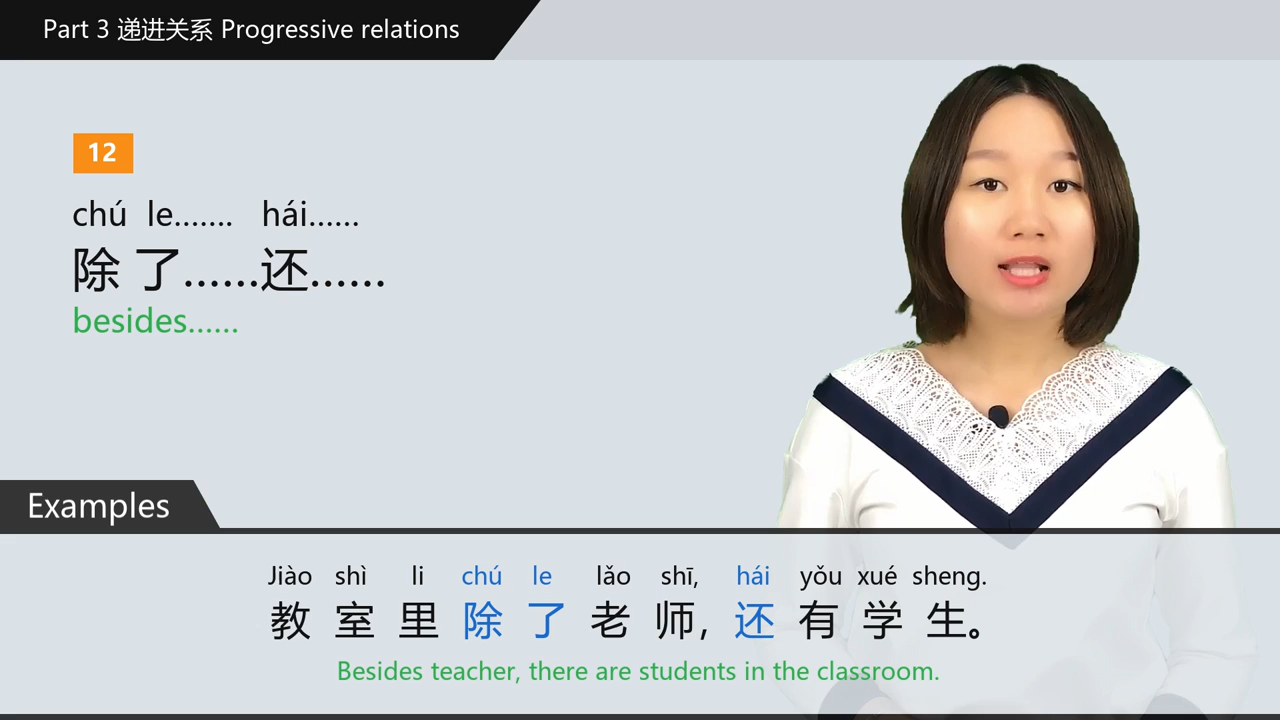 Part 3 递进关系 Progressive relations
12
chú le....... hái......
除了......还......
besides......
Examples
Jiào shì li chú le lǎo shī, hái yǒu xué sheng.
教室里除了老师, 还有学生。
Besides teacher, there are students in the classroom.